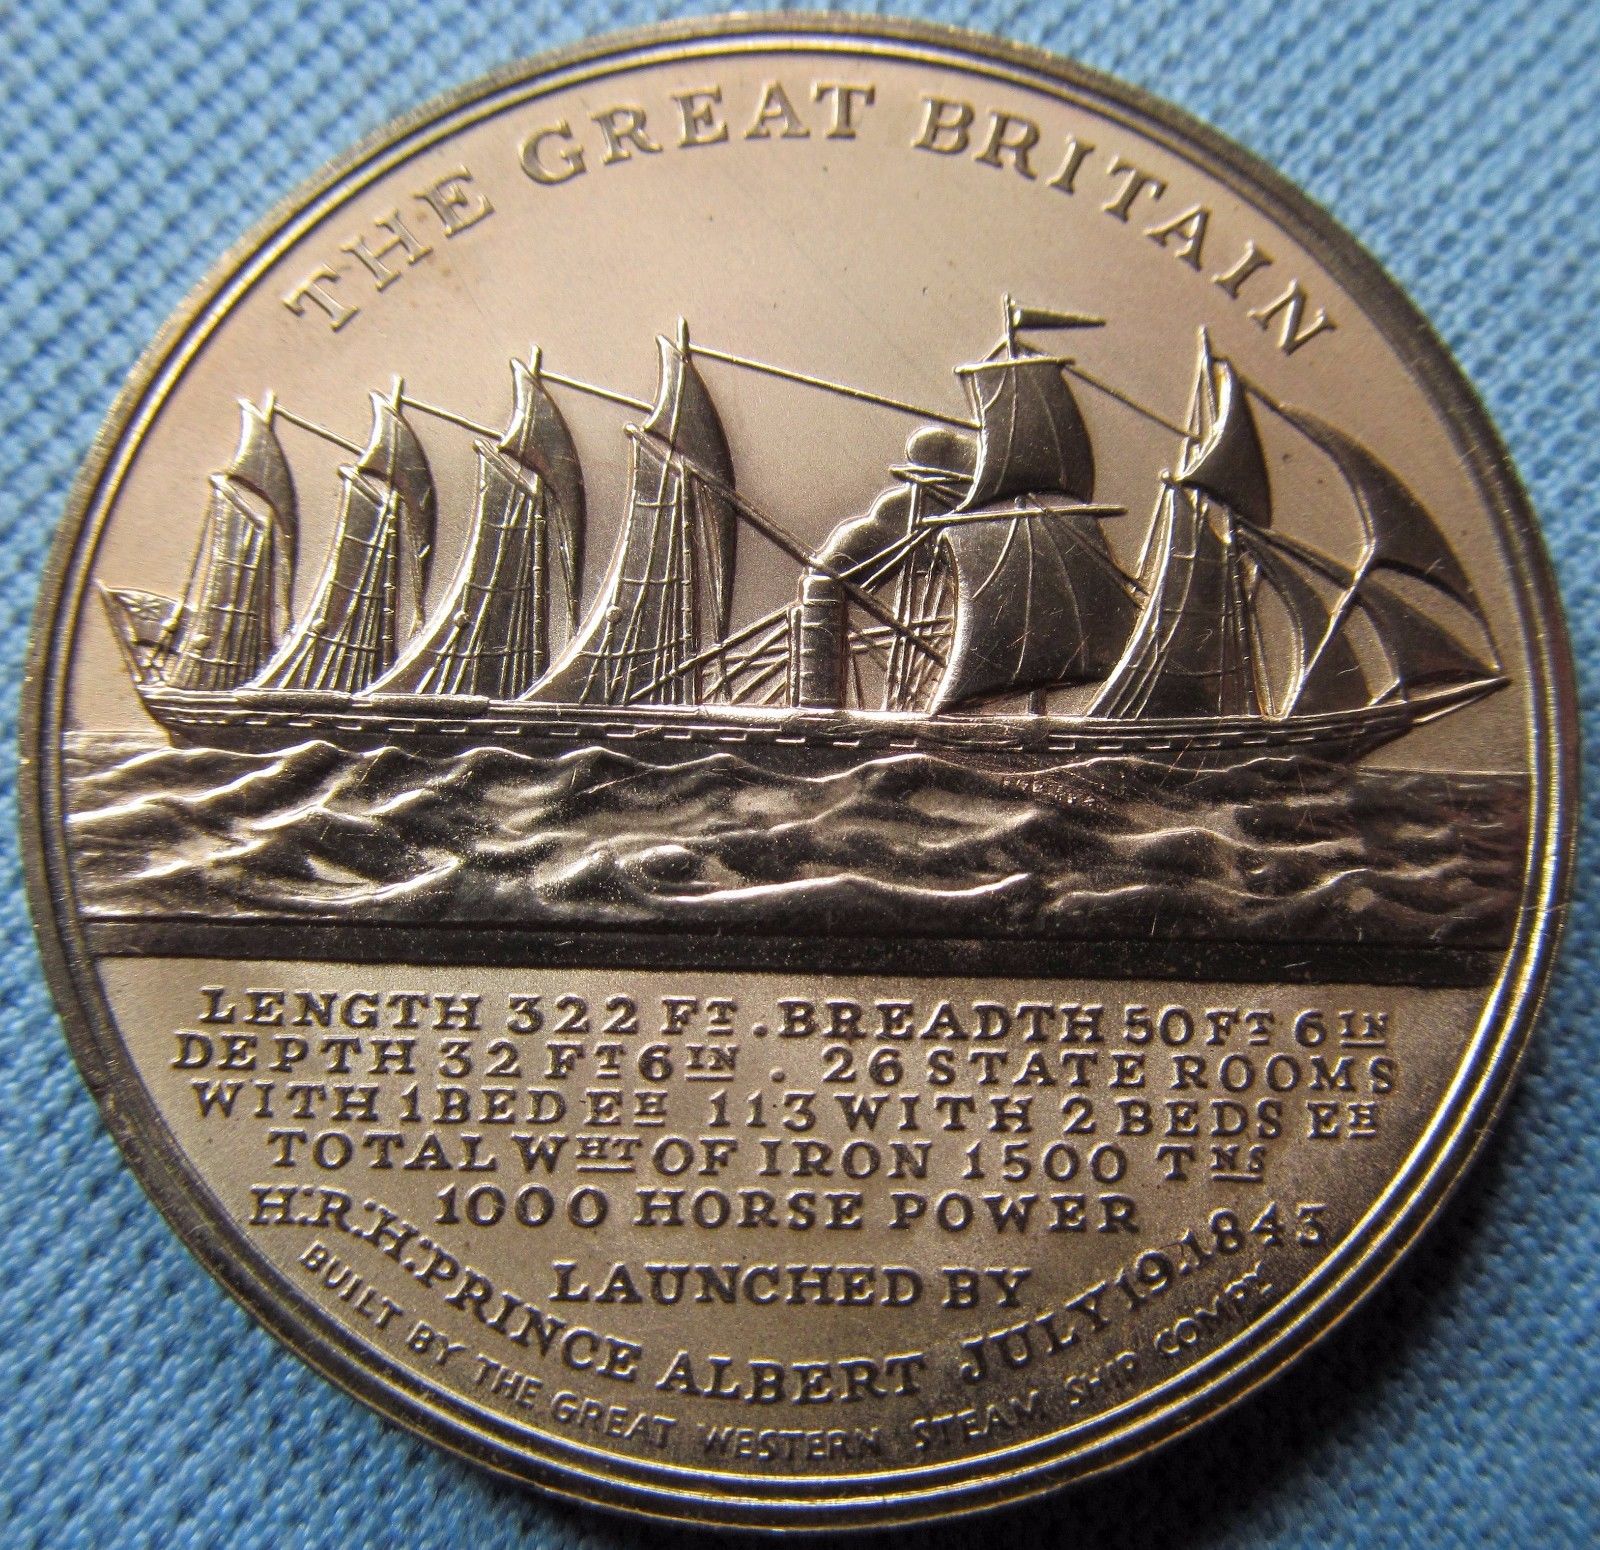 THE GREAT BRITAIN
LENGTH 322 FT. BREADTH 50 FT 6 IN
DEPTH 32 FT 6 IN . 26 STATE ROOMS
WITH 1 BED EH 113 WITH 2 BEDS EH
TOTAL WHT OF IRON 1500 TNS
1000 HORSE POWER
LAUNCHED BY
H.R.H. PRINCE ALBERT JULY 19. 1843
BUILT BY THE GREAT WESTERN STEAM SHIP COMPY